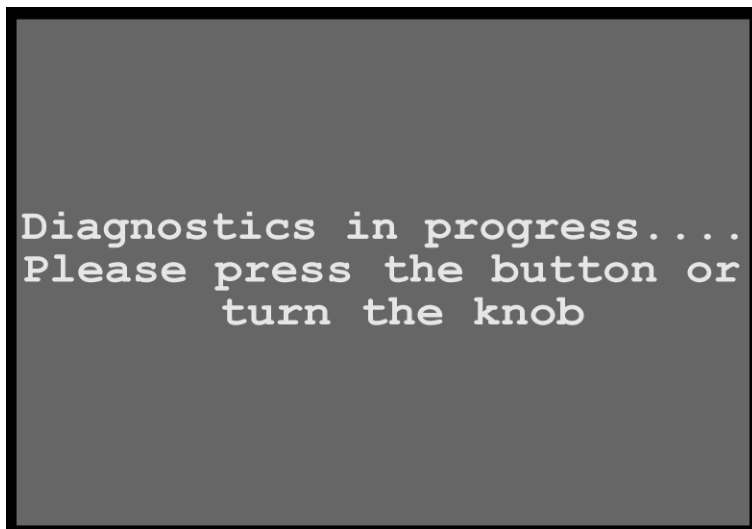 Diagnostics in progress....
Please press the button or
turn the knob